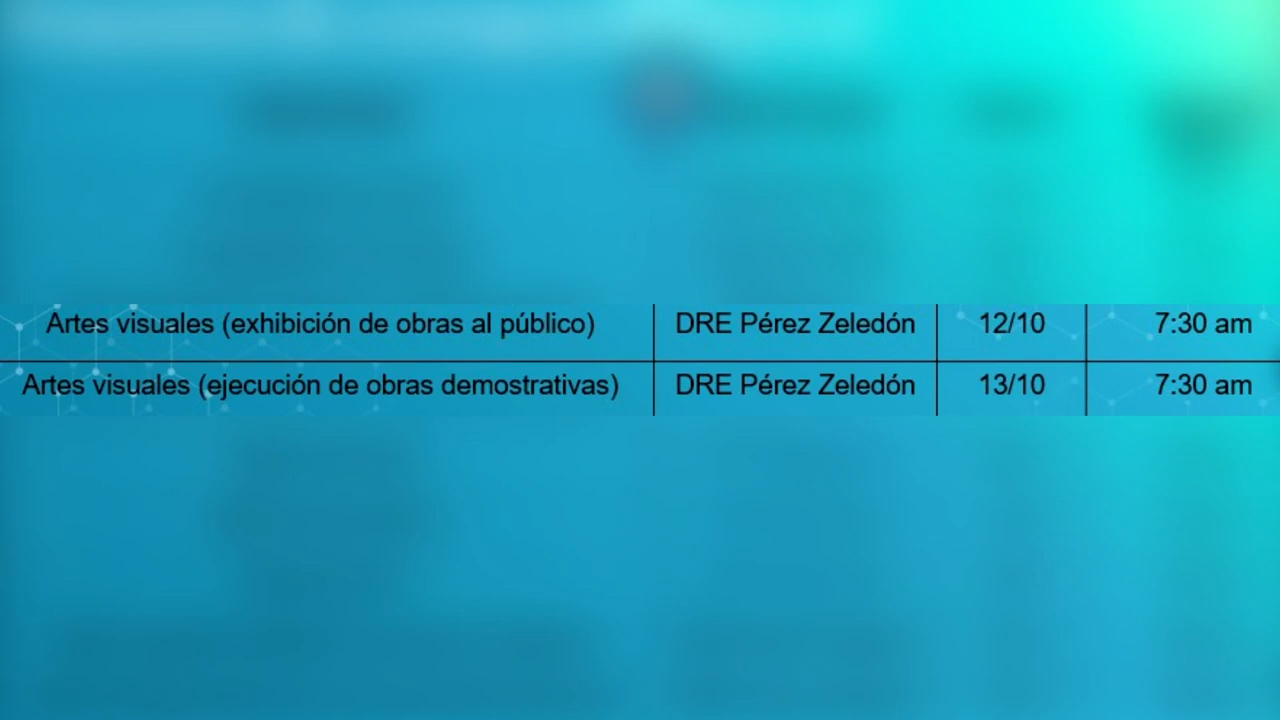 Artes visuales (exhibición de obras al público) DRE Pérez Zeledón 12/10 7:30 am
Artes visuales (ejecución de obras demostrativas) DRE Pérez Zeledón 13/10 7:30 am